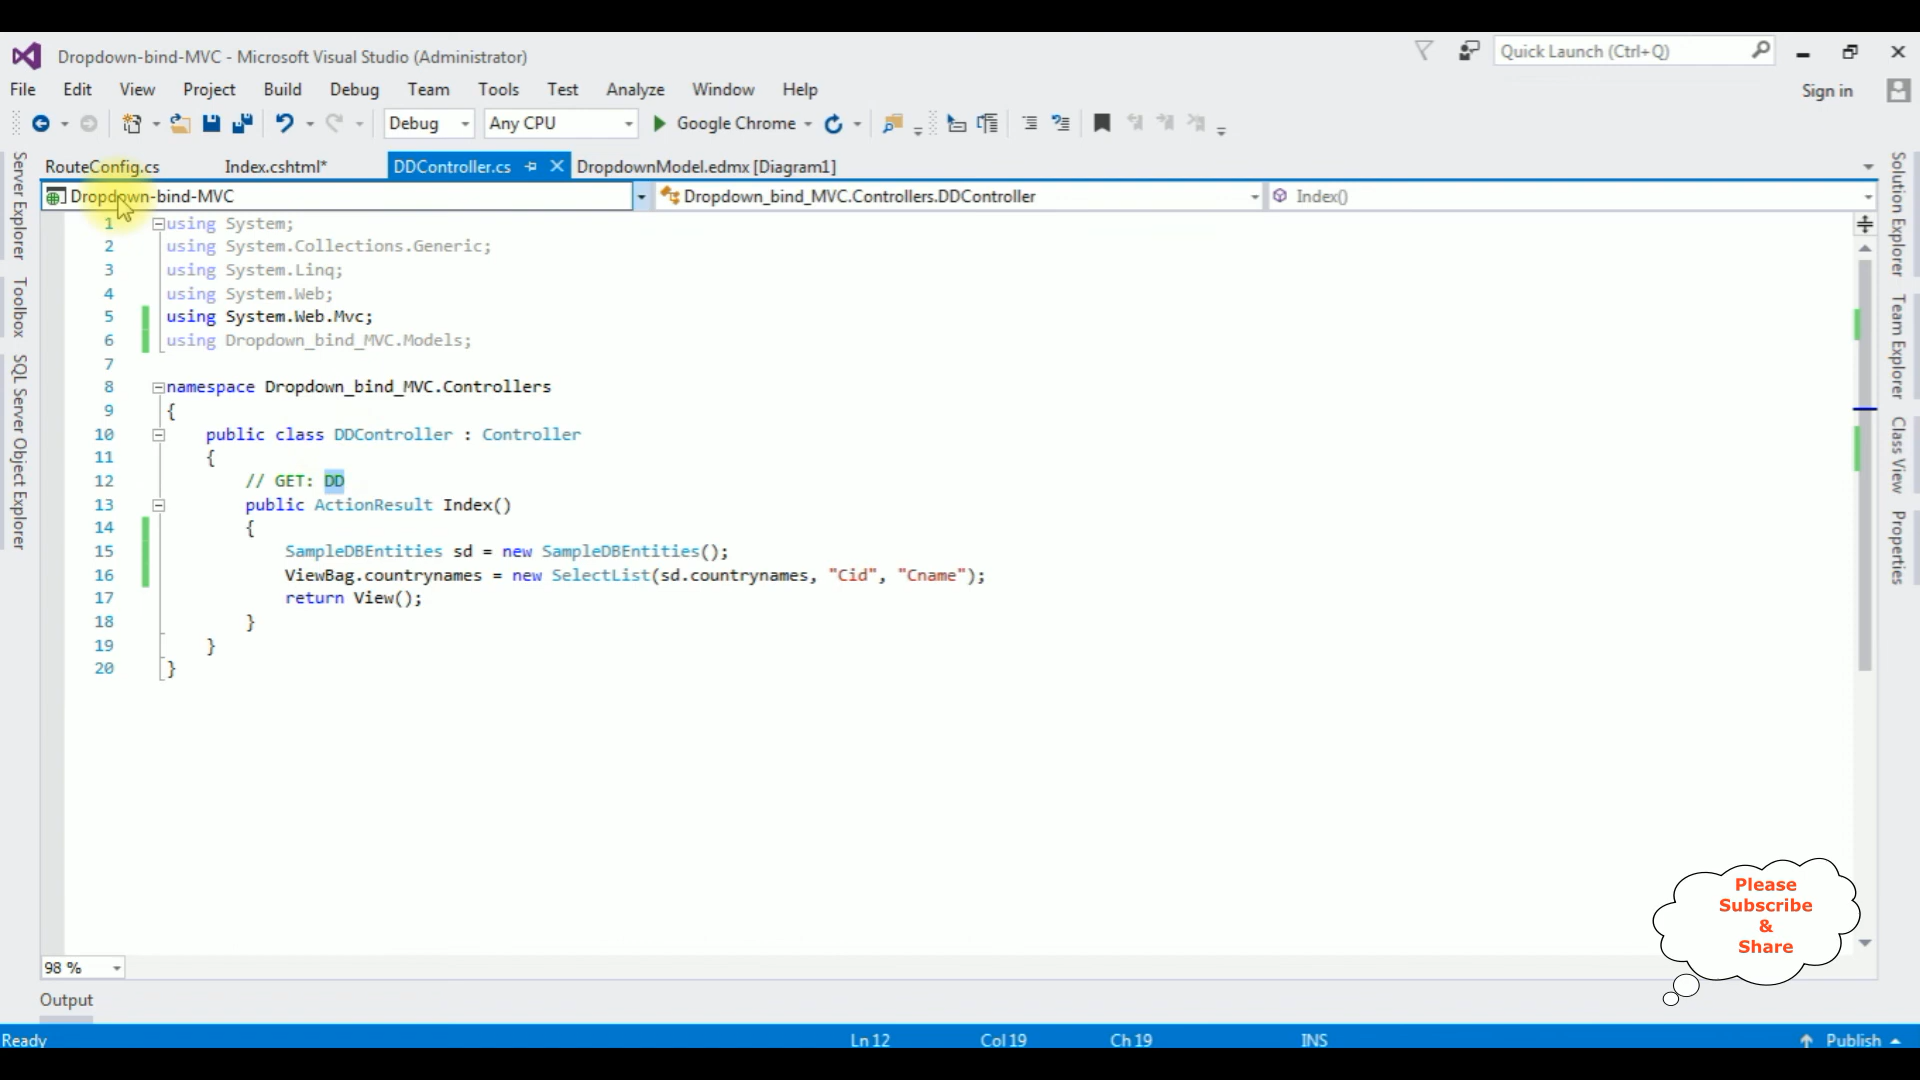 Dropdown-bind-MVC - Microsoft Visual Studio (Administrator)
Quick Launch (Ctrl+Q)
File Edit View Project Build Debug Team Tools Test Analyze Window Help
Sign in
Debug Any CPU Google Chrome
RouteConfig.cs Index.cshtml* DDController.cs DropdownModel.edmx [Diagram1]
Dropdown-bind-MVC Dropdown_bind_MVC.Controllers.DDController Index()
1 using System;
2 using System.Collections.Generic;
3 using System.Linq;
4 using System.Web;
5 using System.Web.Mvc;
6 using Dropdown_bind_MVC.Models;
7
8 namespace Dropdown_bind_MVC.Controllers
9 {
10 public class DDController : Controller
11 {
12 // GET: DD
13 public ActionResult Index()
14 {
15 SampleDBEntities sd = new SampleDBEntities();
16 ViewBag.countrynames = new SelectList(sd.countrynames, "Cid", "Cname");
17 return View();
18 }
19 }
20 }
Server Explorer
Toolbox
SQL Server Object Explorer
Solution Explorer
Team Explorer
Class View
Properties
Please
Subscribe
&
Share
98 %
Output
Ready Ln 12 Col 19 Ch 19 INS Publish